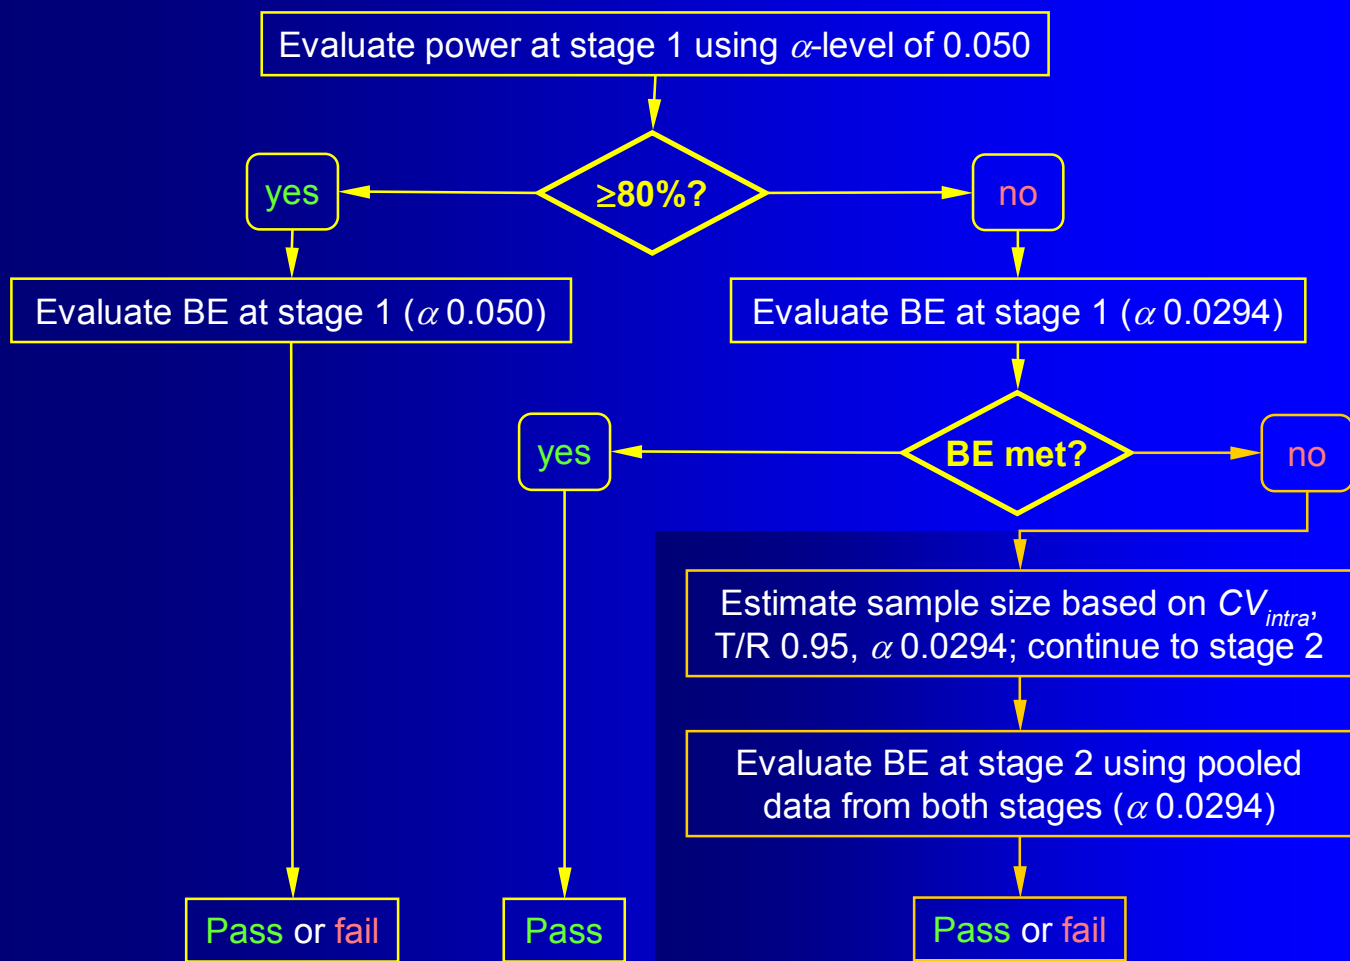 Evaluate power at stage 1 using α-level of 0.050
≥80%?
yes
no
Evaluate BE at stage 1 (α 0.050)
Evaluate BE at stage 1 (α 0.0294)
BE met?
yes
no
Estimate sample size based on CVintra,
T/R 0.95, α 0.0294; continue to stage 2
Evaluate BE at stage 2 using pooled
data from both stages (α 0.0294)
Pass or fail
Pass
Pass or fail